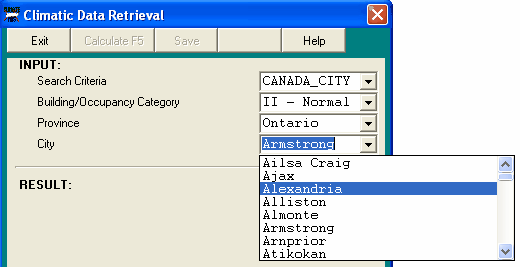 Climatic Data Retrieval
Exit Calculate F5 Save Help
INPUT:
Search Criteria CANADA_CITY
Building/Occupancy Category II - Normal
Province Ontario
City Armstrong
Ailsa Craig
Ajax
Alexandria
RESULT:
Alliston
Almonte
Armstrong
Arnprior
Atikokan